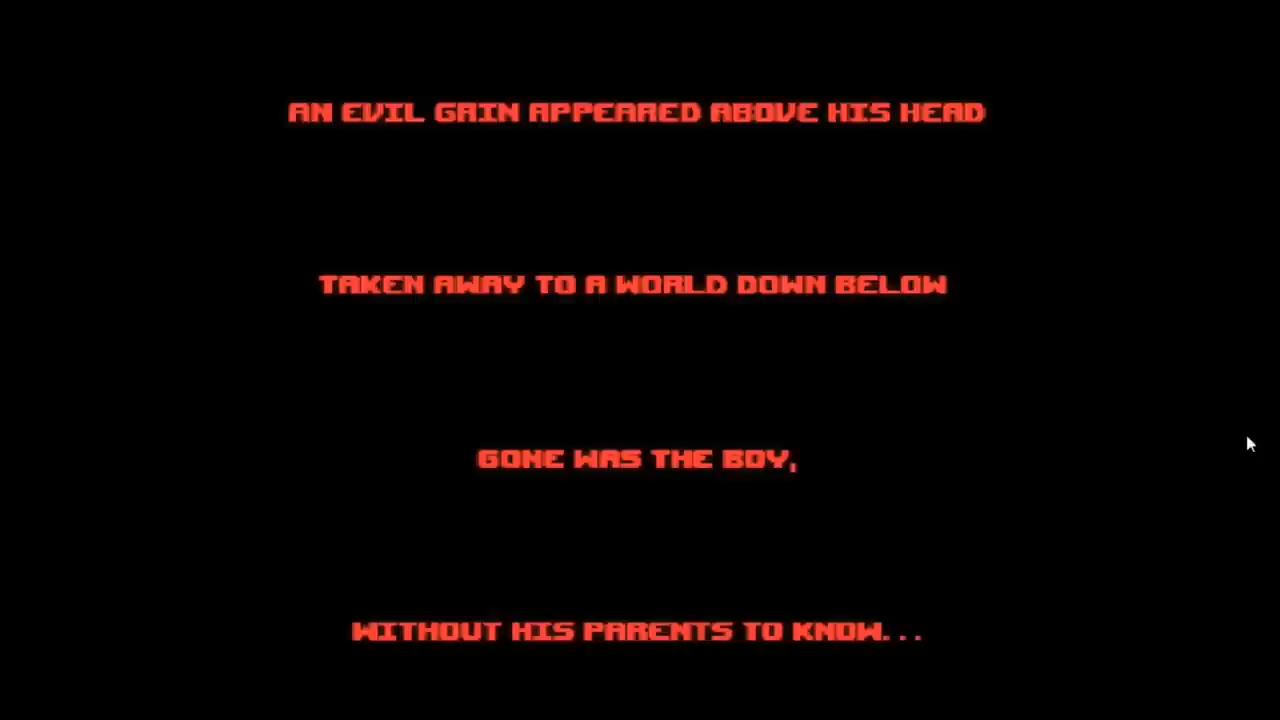 AN EVIL GRIN APPEARED ABOVE HIS HEAD
TAKEN AWAY TO A WORLD DOWN BELOW
GONE WAS THE BOY,
WITHOUT HIS PARENTS TO KNOW...